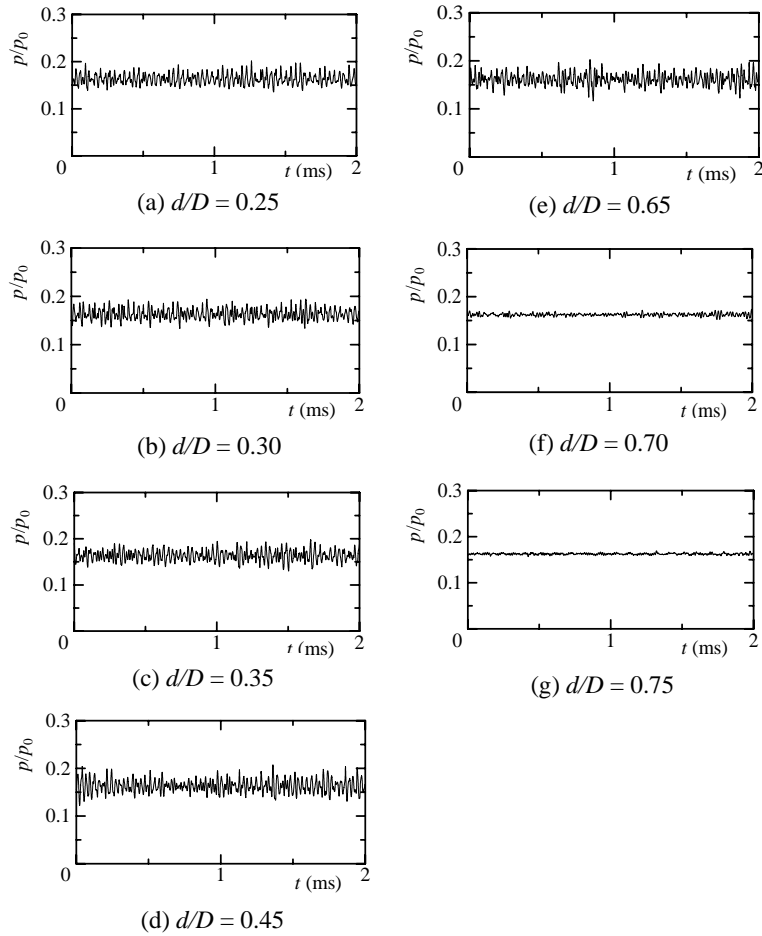 p/p0
0.3
0.2
0.1
0
1
2
t (ms)
(a) d/D = 0.25
p/p0
0.3
0.2
0.1
0
1
2
t (ms)
(b) d/D = 0.30
p/p0
0.3
0.2
0.1
0
1
2
t (ms)
(c) d/D = 0.35
p/p0
0.3
0.2
0.1
0
1
2
t (ms)
(d) d/D = 0.45
p/p0
0.3
0.2
0.1
0
1
2
t (ms)
(e) d/D = 0.65
p/p0
0.3
0.2
0.1
0
1
2
t (ms)
(f) d/D = 0.70
p/p0
0.3
0.2
0.1
0
1
2
t (ms)
(g) d/D = 0.75